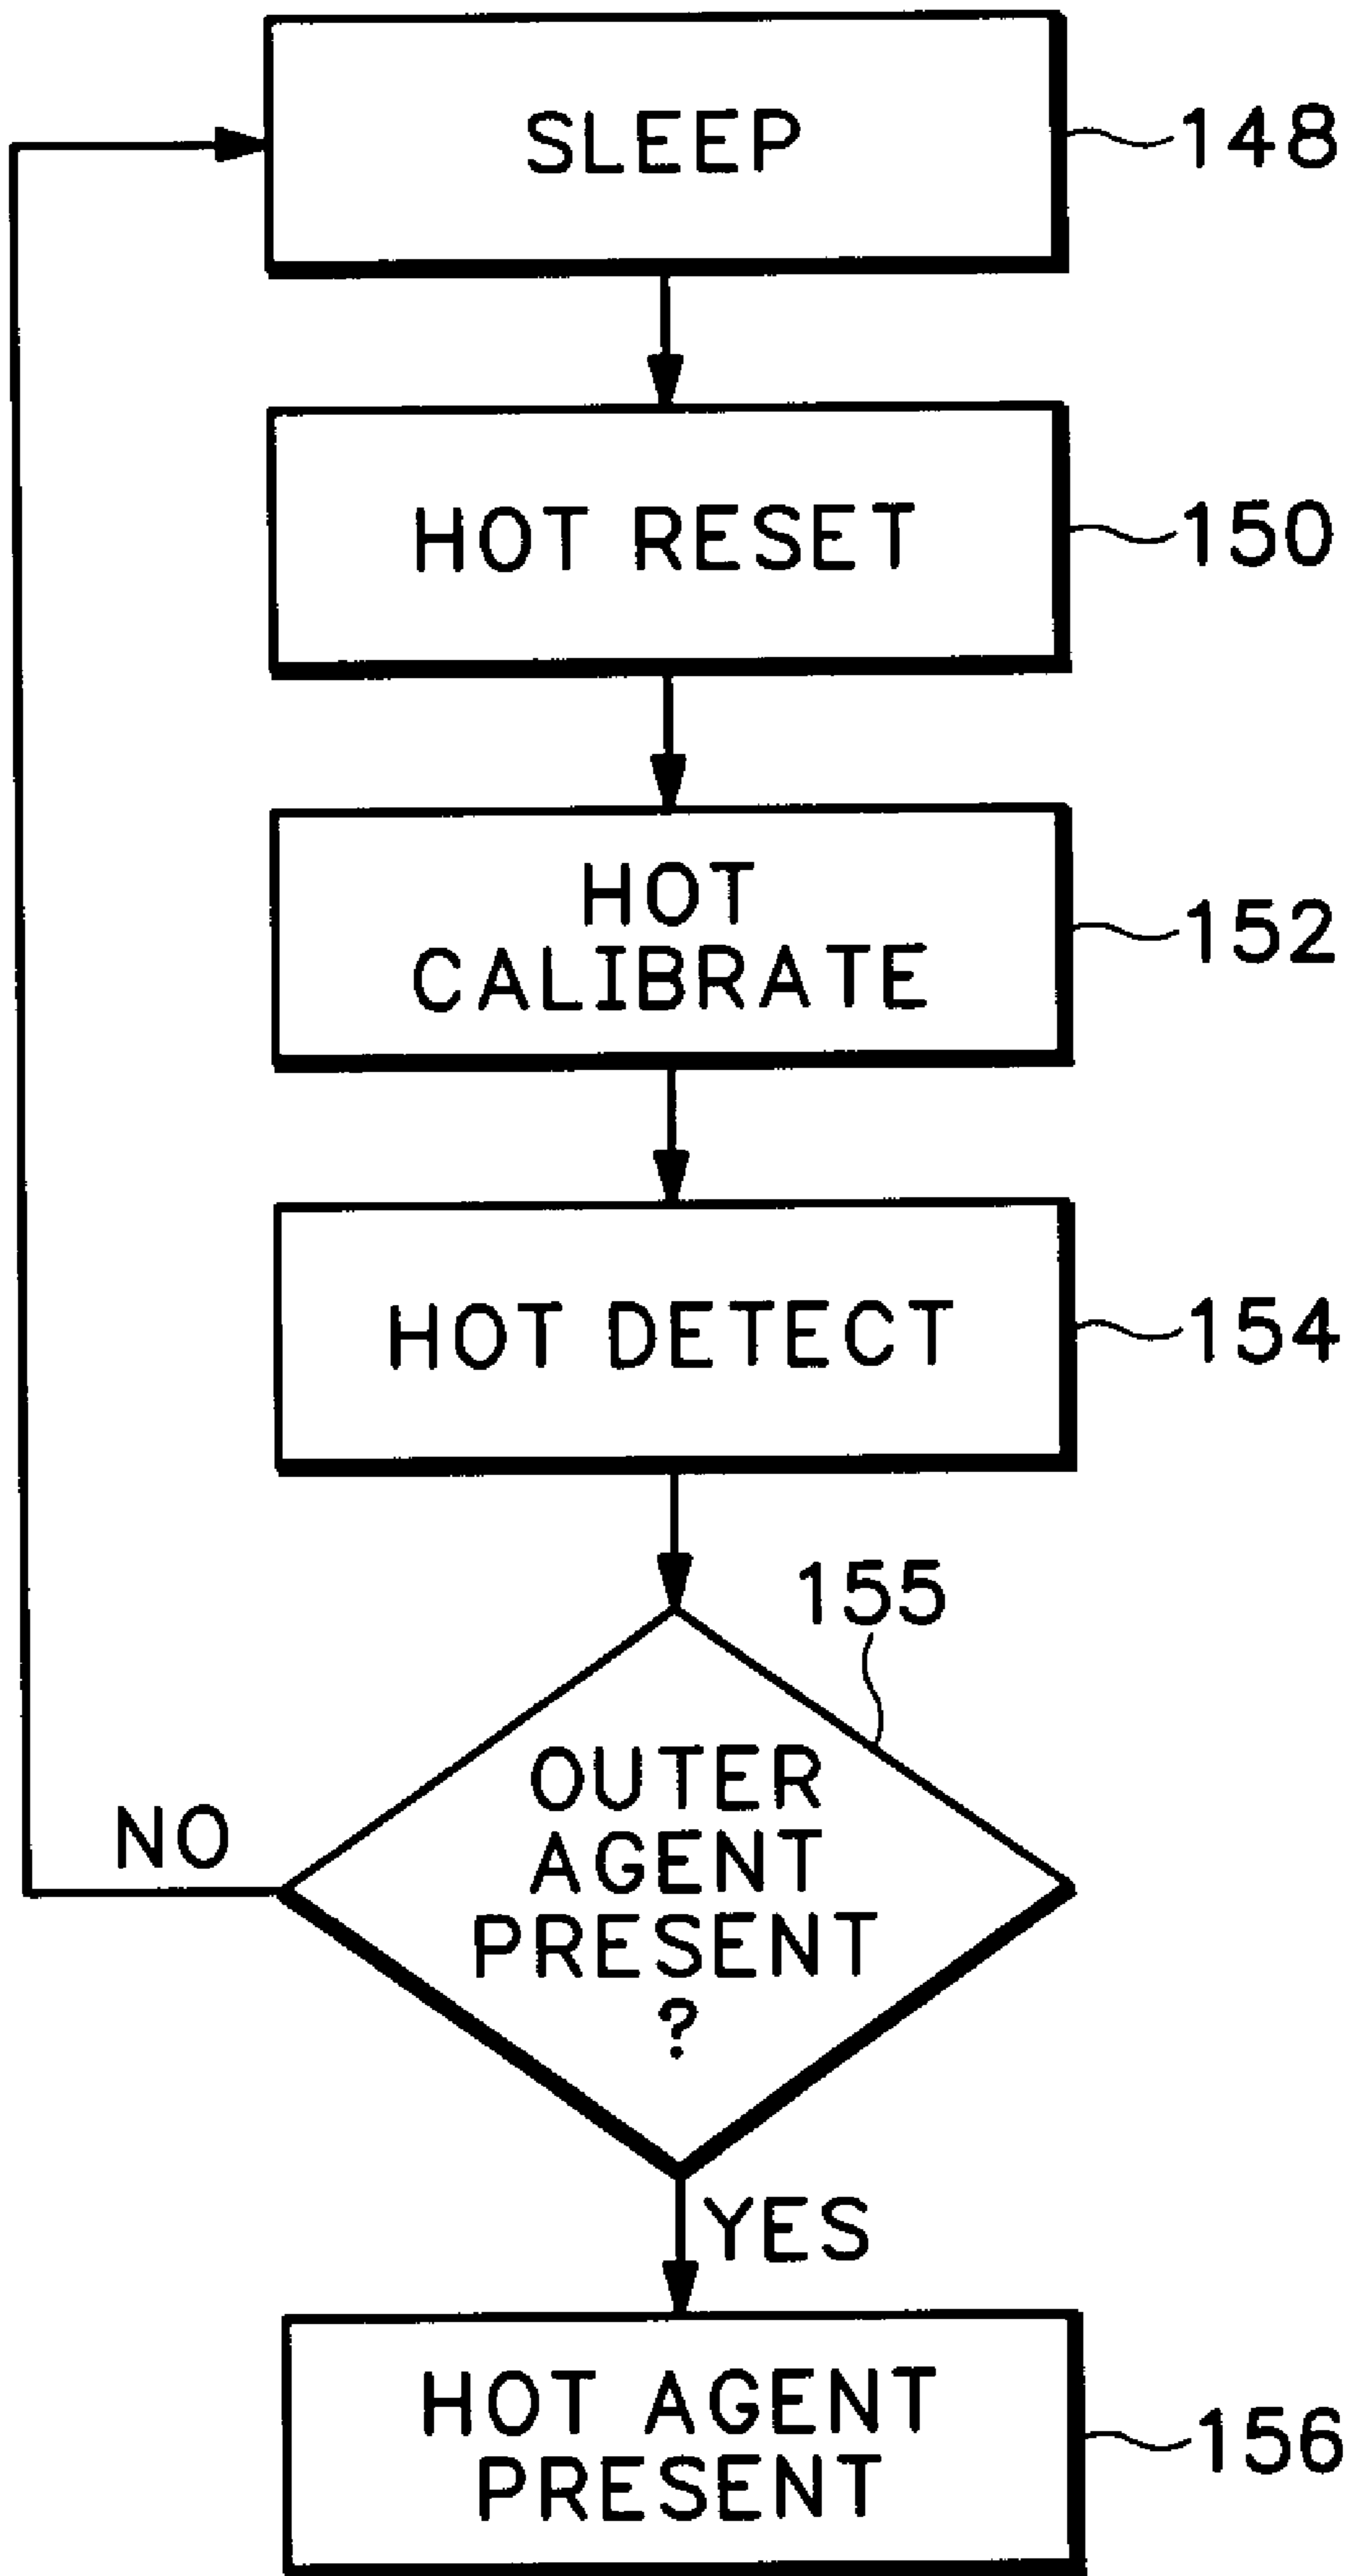 SLEEP
148
HOT RESET
150
HOT
CALIBRATE
152
HOT DETECT
154
155
OUTER
AGENT
PRESENT
?
NO
YES
HOT AGENT
PRESENT
156